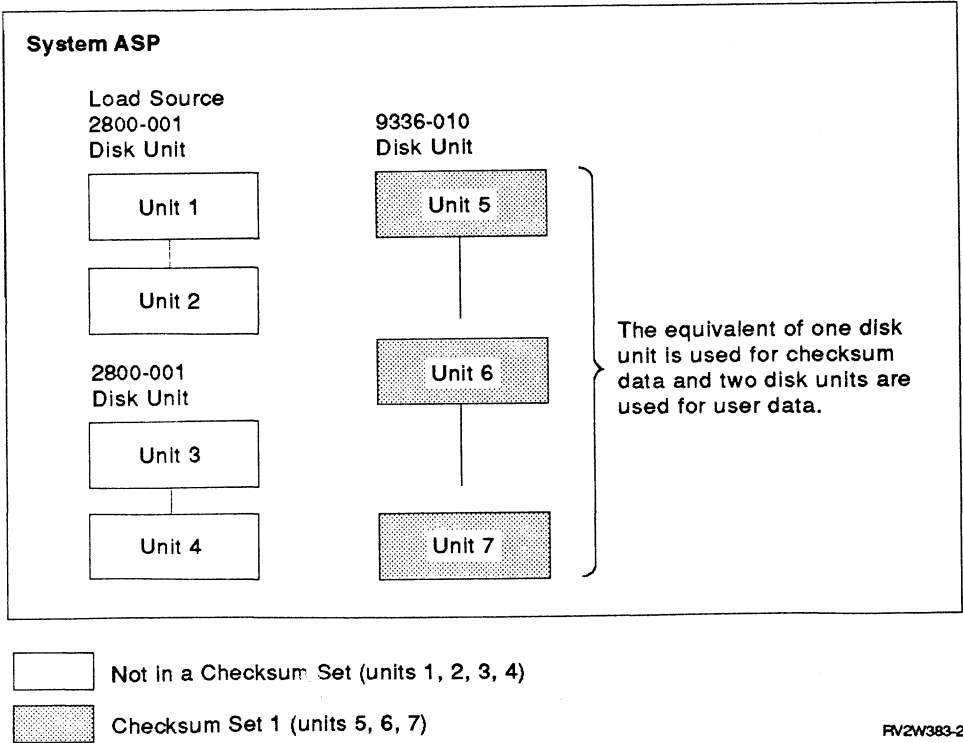 System ASP
Load Source
2800-001
Disk Unit
Unit 1
Unit 2
2800-001
Disk Unit
Unit 3
Unit 4
9336-010
Disk Unit
Unit 5
Unit 6
Unit 7
The equivalent of one disk
unit is used for checksum
data and two disk units are
used for user data.
Not in a Checksum Set (units 1, 2, 3, 4)
Checksum Set 1 (units 5, 6, 7)
RV2W383-2